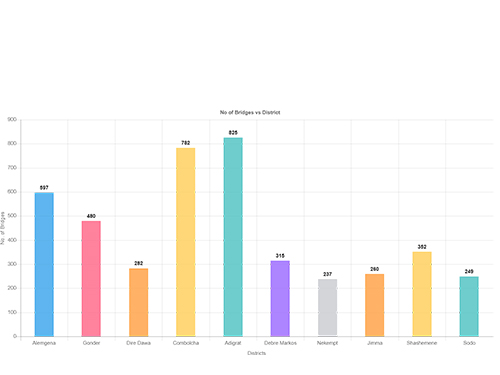 No of Bridges vs District
900
800
700
600
500
400
300
200
100
0
No. of Bridges
597
480
282
782
825
315
237
260
352
249
Alemgena
Gonder
Dire Dawa
Combolcha
Adigrat
Debre Markos
Nekempt
Jimma
Shashemene
Sodo
Districts